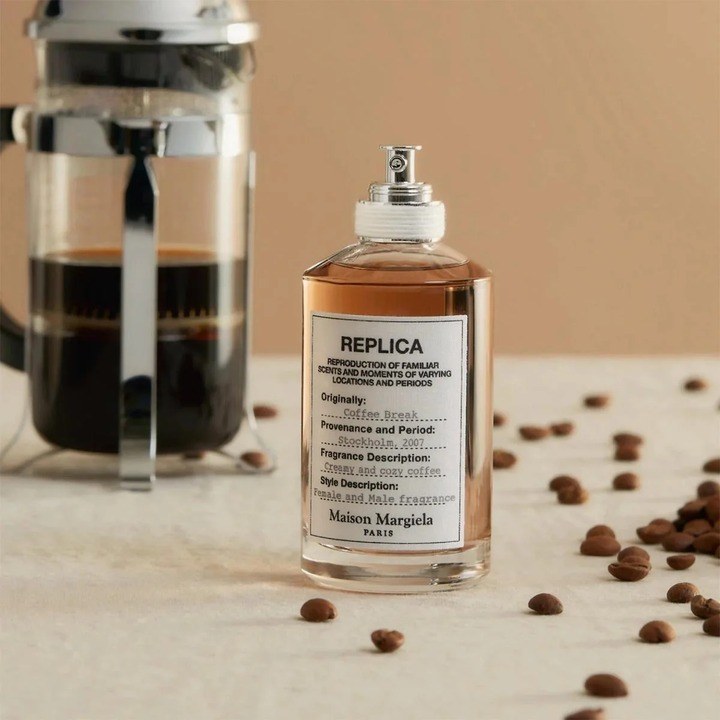 REPLICA
REPRODUCTION OF FAMILIAR
SCENTS AND MOMENTS OF VARYING
LOCATIONS AND PERIODS
Originally:
Coffee Break
Provenance and Period:
Stockholm, 2007
Fragrance Description:
Creamy and cozy coffee
Style Description:
Female and Male fragrance
Maison Margiela
PARIS